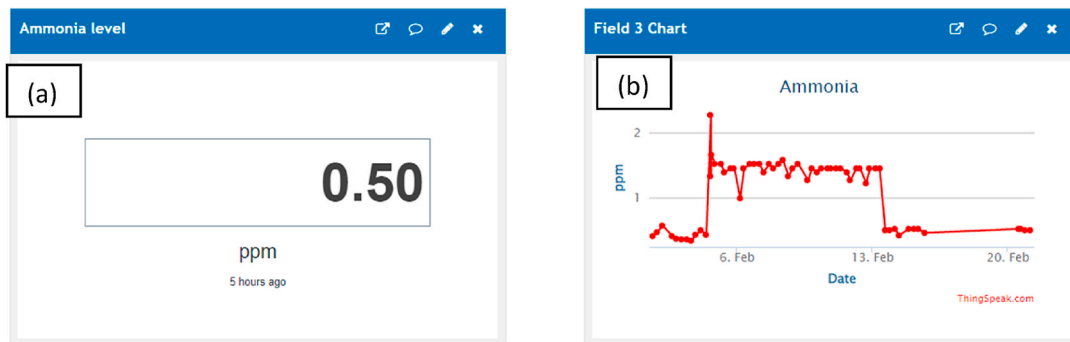 Ammonia level
(a)
0.50
ppm
5 hours ago
Field 3 Chart
(b)
Ammonia
2
1
ppm
6. Feb
13. Feb
20. Feb
Date
ThingSpeak.com